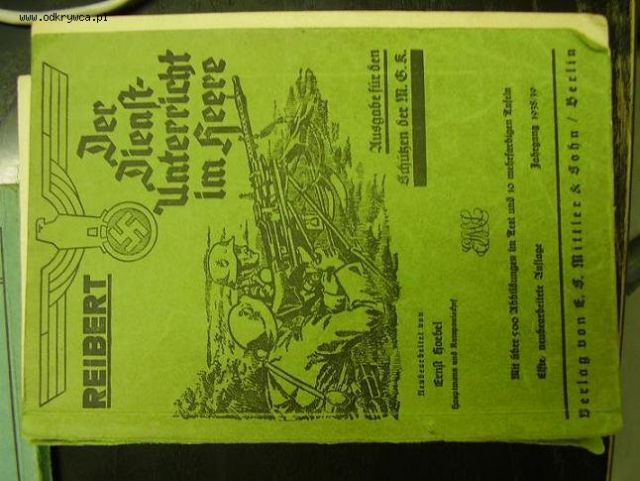 www.odkrywca.pl
REIBERT
Der
Dienst-
Unterricht
im Heere
Ausgabe für den
Schützen der M.G.K.
Neubearbeitet von
Ernst Hoebel
Hauptmann und Kompaniechef
Mit über 500 Abbildungen im Text und 10 mehrfarbigen Tafeln
Elfte, neubearbeitete Auflage
Jahrgang 1938/39
Verlag von E. S. Mittler & Sohn / Berlin